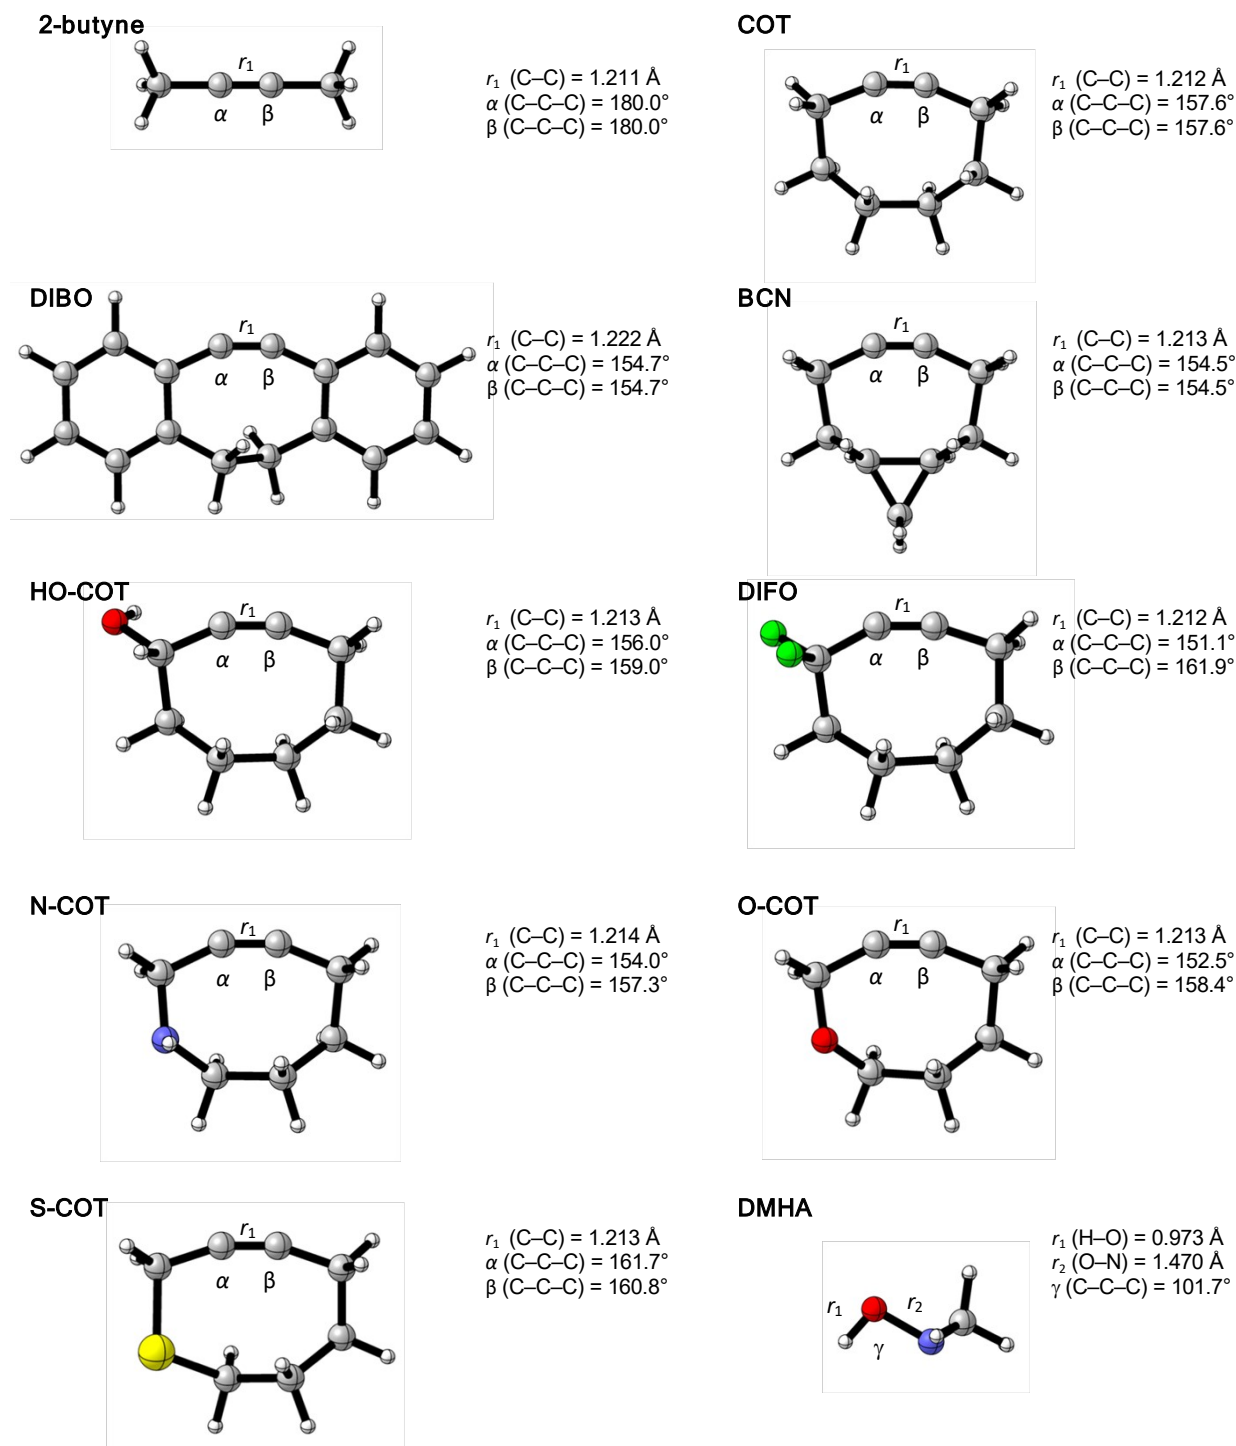 2-butyne
r1
α β
r1 (C–C) = 1.211 Å
α (C–C–C) = 180.0°
β (C–C–C) = 180.0°
COT
r1
α β
r1 (C–C) = 1.212 Å
α (C–C–C) = 157.6°
β (C–C–C) = 157.6°
DIBO
r1
α β
r1 (C–C) = 1.222 Å
α (C–C–C) = 154.7°
β (C–C–C) = 154.7°
BCN
r1
α β
r1 (C–C) = 1.213 Å
α (C–C–C) = 154.5°
β (C–C–C) = 154.5°
HO-COT
r1
α β
r1 (C–C) = 1.213 Å
α (C–C–C) = 156.0°
β (C–C–C) = 159.0°
DIFO
r1
α β
r1 (C–C) = 1.212 Å
α (C–C–C) = 151.1°
β (C–C–C) = 161.9°
N-COT
r1
α β
r1 (C–C) = 1.214 Å
α (C–C–C) = 154.0°
β (C–C–C) = 157.3°
O-COT
r1
α β
r1 (C–C) = 1.213 Å
α (C–C–C) = 152.5°
β (C–C–C) = 158.4°
S-COT
r1
α β
r1 (C–C) = 1.213 Å
α (C–C–C) = 161.7°
β (C–C–C) = 160.8°
DMHA
r1 r2
γ
r1 (H–O) = 0.973 Å
r2 (O–N) = 1.470 Å
γ (C–C–C) = 101.7°